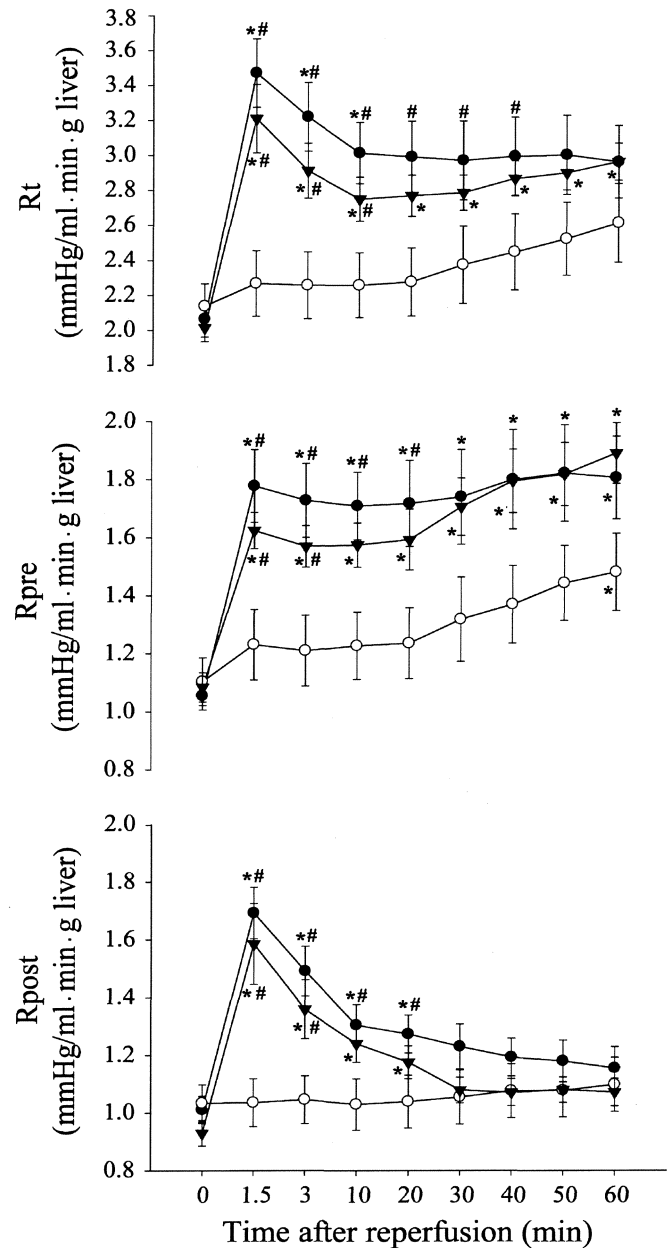 3.8
3.6
3.4
3.2
3.0
2.8
2.6
2.4
2.2
2.0
1.8
Rt
(mmHg/ml·min·g liver)
*# *# *# # # #
*# *# *# * * * * *
2.0
1.8
1.6
1.4
1.2
1.0
0.8
Rpre
(mmHg/ml·min·g liver)
*# *# *# *# * * * *
*# *# * * * * * *
*
2.0
1.8
1.6
1.4
1.2
1.0
0.8
Rpost
(mmHg/ml·min·g liver)
*# *# *# *#
*# *# * *
0 1.5 3 10 20 30 40 50 60
Time after reperfusion (min)